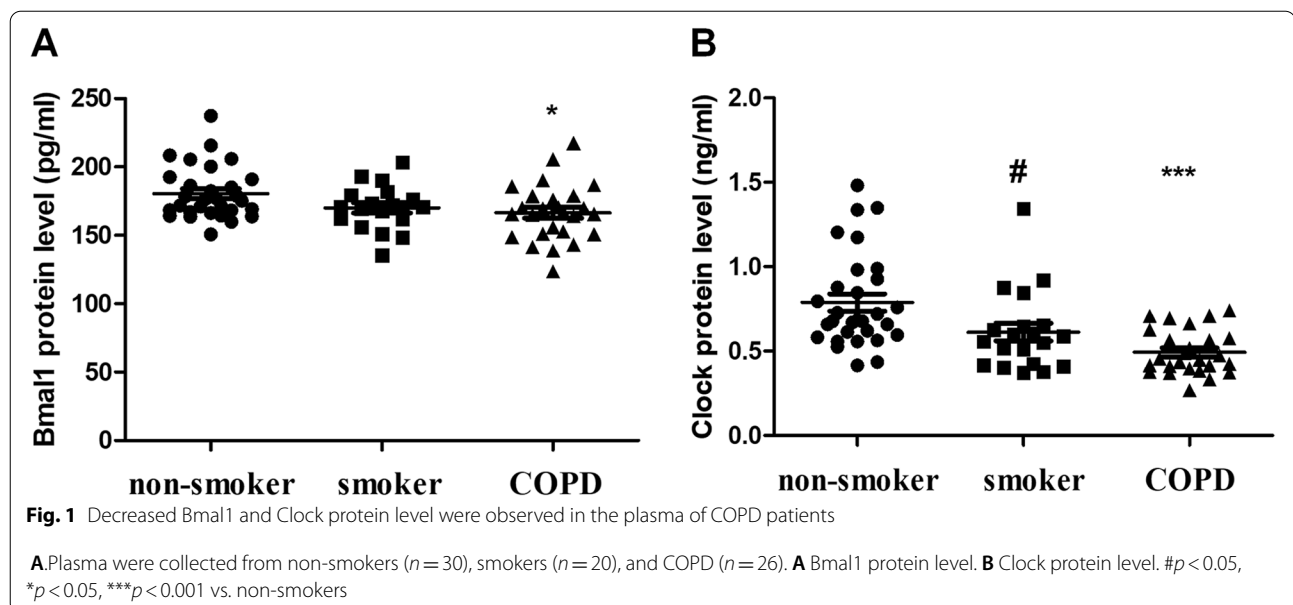 A
Bmal1 protein level (pg/ml)
250
200
150
100
50
0
*
non-smoker smoker COPD
B
Clock protein level (ng/ml)
2.0
1.5
1.0
0.5
0.0
#
***
non-smoker smoker COPD
Fig. 1 Decreased Bmal1 and Clock protein level were observed in the plasma of COPD patients
A.Plasma were collected from non-smokers (n = 30), smokers (n = 20), and COPD (n = 26). A Bmal1 protein level. B Clock protein level. #p < 0.05,
*p < 0.05, ***p < 0.001 vs. non-smokers